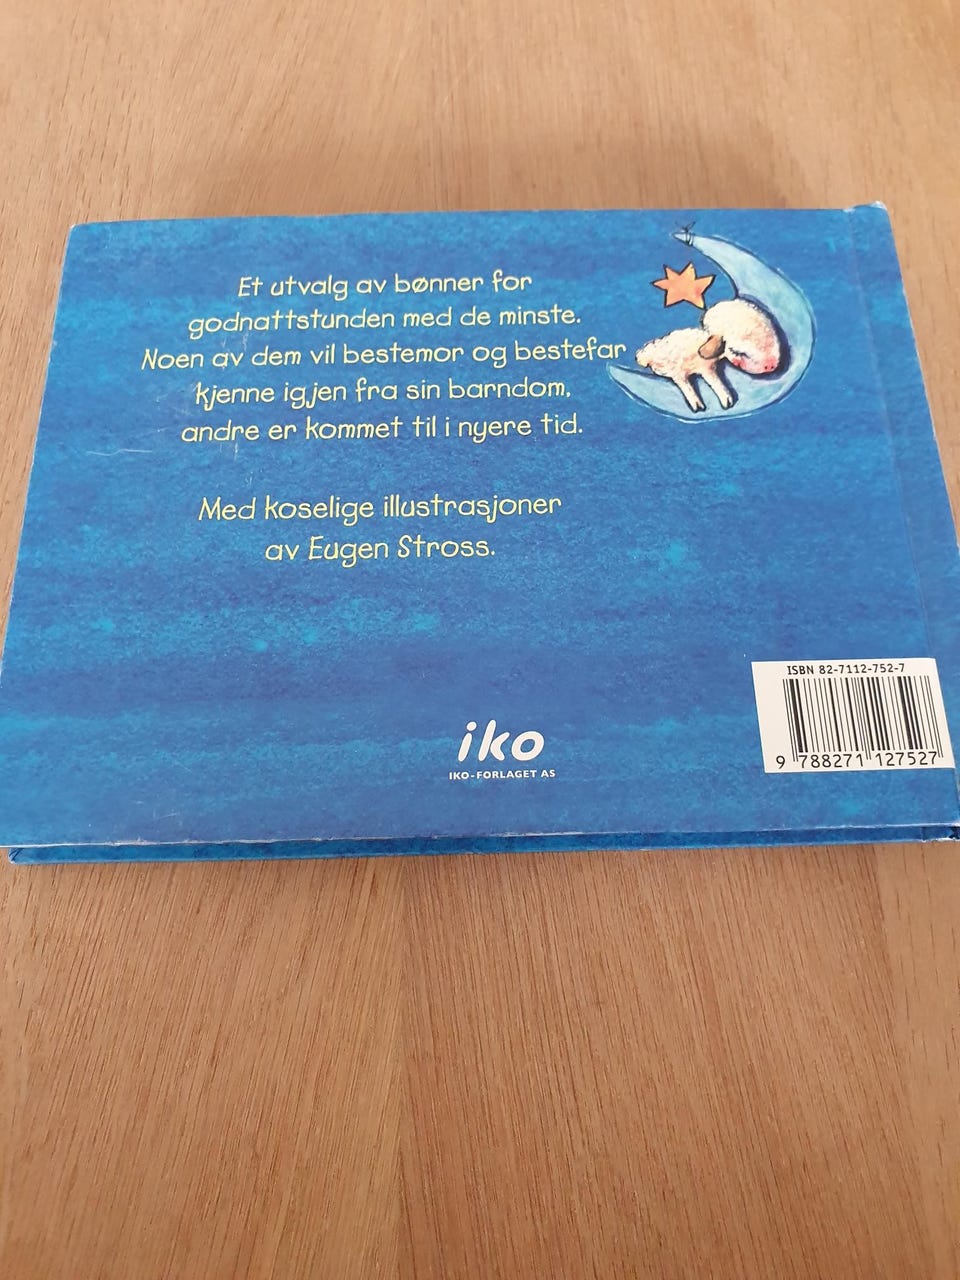 Et utvalg av bønner for
godnattstunden med de minste.
Noen av dem vil bestemor og bestefar
kjenne igjen fra sin barndom,
andre er kommet til i nyere tid.
Med koselige illustrasjoner
av Eugen Stross.
iko
IKO-FORLAGET AS
ISBN 82-7112-752-7
9 788271 127527